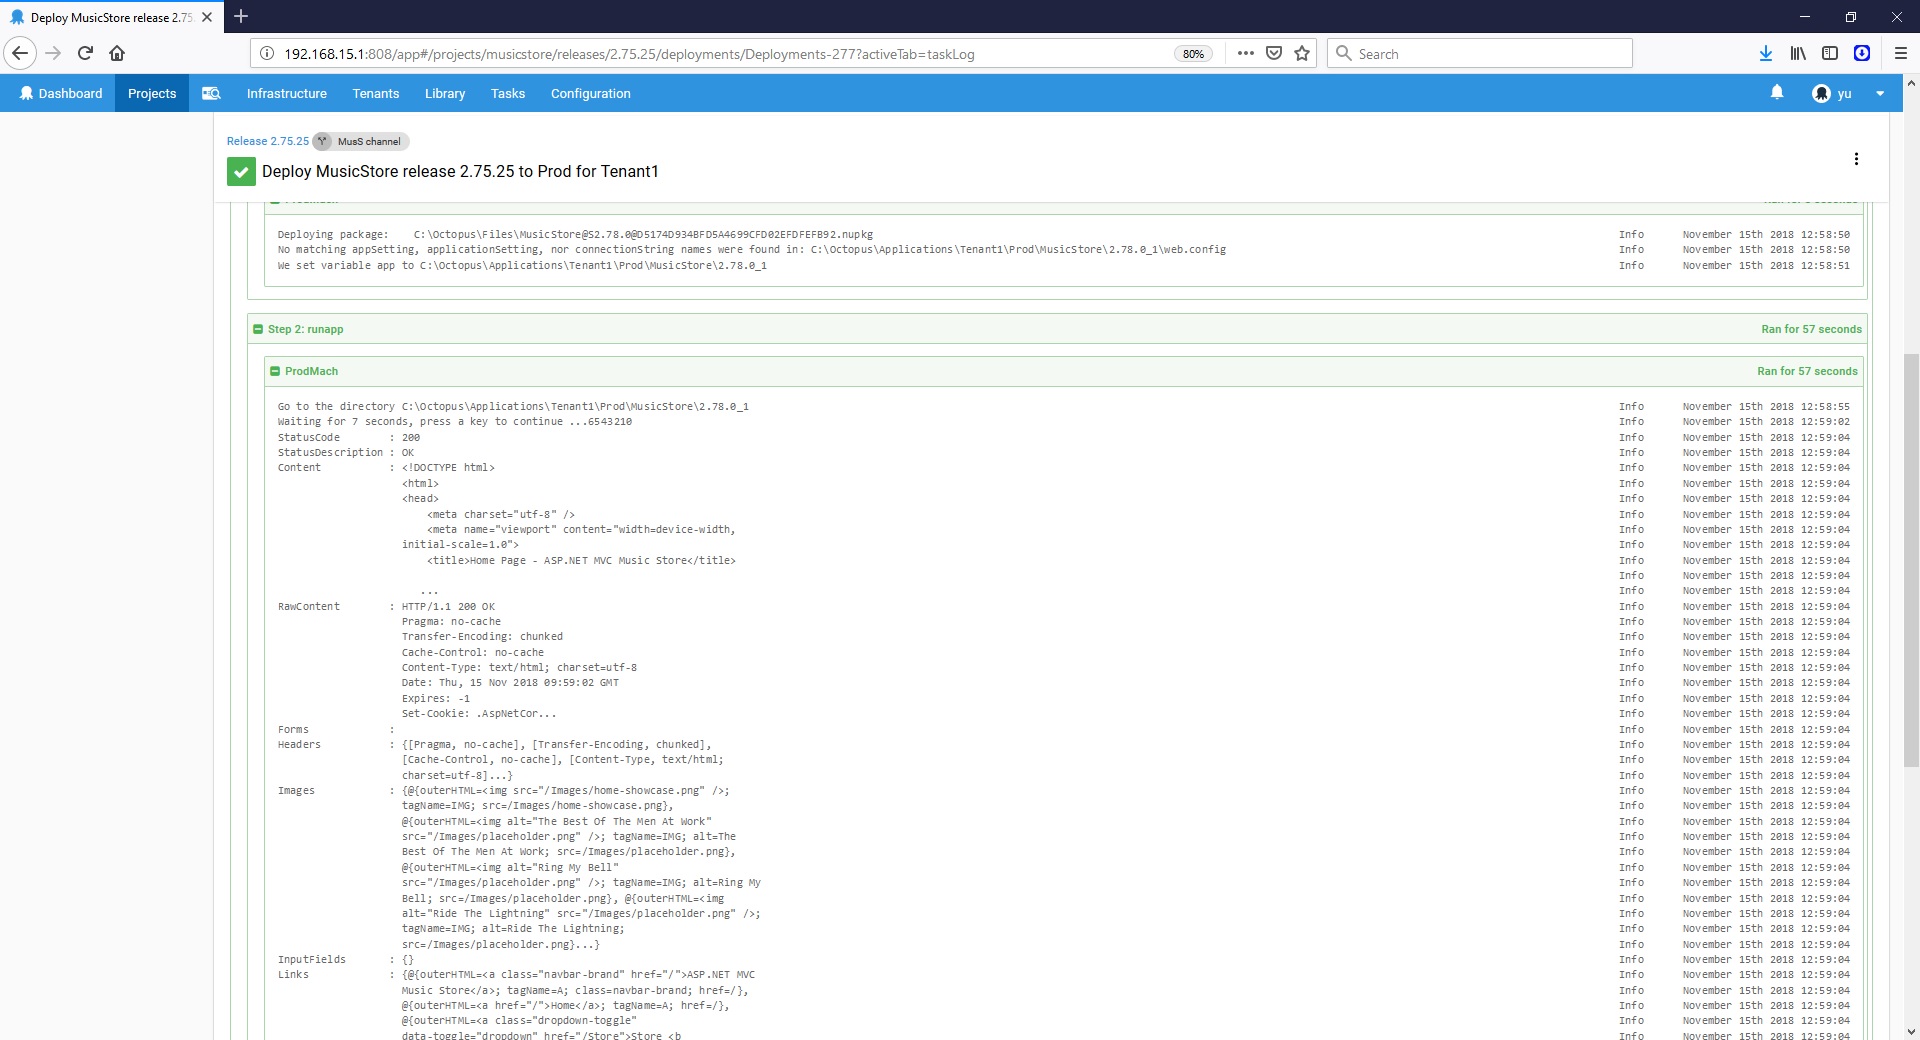 Deploy MusicStore release 2.75.
192.168.15.1:808/app#/projects/musicstore/releases/2.75.25/deployments/Deployments-277?activeTab=taskLog
80%
Search
Dashboard
Projects
Infrastructure
Tenants
Library
Tasks
Configuration
yu
Release 2.75.25
MusS channel
Deploy MusicStore release 2.75.25 to Prod for Tenant1
Deploying package:    C:\Octopus\Files\MusicStore@S2.78.0@D5174D934BFD5A4699CFD02EFDFEFB92.nupkg Info November 15th 2018 12:58:50
No matching appSetting, applicationSetting, nor connectionString names were found in: C:\Octopus\Applications\Tenant1\Prod\MusicStore\2.78.0_1\web.config Info November 15th 2018 12:58:50
We set variable app to C:\Octopus\Applications\Tenant1\Prod\MusicStore\2.78.0_1 Info November 15th 2018 12:58:51
Step 2: runapp Ran for 57 seconds
ProdMach Ran for 57 seconds
Go to the directory C:\Octopus\Applications\Tenant1\Prod\MusicStore\2.78.0_1 Info November 15th 2018 12:58:55
Waiting for 7 seconds, press a key to continue ...6543210 Info November 15th 2018 12:59:02
StatusCode        : 200 Info November 15th 2018 12:59:04
StatusDescription : OK Info November 15th 2018 12:59:04
Content           : <!DOCTYPE html> Info November 15th 2018 12:59:04
<html> Info November 15th 2018 12:59:04
<head> Info November 15th 2018 12:59:04
<meta charset="utf-8" /> Info November 15th 2018 12:59:04
<meta name="viewport" content="width=device-width, Info November 15th 2018 12:59:04
initial-scale=1.0"> Info November 15th 2018 12:59:04
<title>Home Page - ASP.NET MVC Music Store</title> Info November 15th 2018 12:59:04
Info November 15th 2018 12:59:04
... Info November 15th 2018 12:59:04
RawContent        : HTTP/1.1 200 OK Info November 15th 2018 12:59:04
Pragma: no-cache Info November 15th 2018 12:59:04
Transfer-Encoding: chunked Info November 15th 2018 12:59:04
Cache-Control: no-cache Info November 15th 2018 12:59:04
Content-Type: text/html; charset=utf-8 Info November 15th 2018 12:59:04
Date: Thu, 15 Nov 2018 09:59:02 GMT Info November 15th 2018 12:59:04
Expires: -1 Info November 15th 2018 12:59:04
Set-Cookie: .AspNetCor... Info November 15th 2018 12:59:04
Forms             : Info November 15th 2018 12:59:04
Headers           : {[Pragma, no-cache], [Transfer-Encoding, chunked], Info November 15th 2018 12:59:04
[Cache-Control, no-cache], [Content-Type, text/html; Info November 15th 2018 12:59:04
charset=utf-8]...} Info November 15th 2018 12:59:04
Images            : {@{outerHTML=<img src="/Images/home-showcase.png" />; Info November 15th 2018 12:59:04
tagName=IMG; src=/Images/home-showcase.png}, Info November 15th 2018 12:59:04
@{outerHTML=<img alt="The Best Of The Men At Work" Info November 15th 2018 12:59:04
src="/Images/placeholder.png" />; tagName=IMG; alt=The Info November 15th 2018 12:59:04
Best Of The Men At Work; src=/Images/placeholder.png}, Info November 15th 2018 12:59:04
@{outerHTML=<img alt="Ring My Bell" Info November 15th 2018 12:59:04
src="/Images/placeholder.png" />; tagName=IMG; alt=Ring My Info November 15th 2018 12:59:04
Bell; src=/Images/placeholder.png}, @{outerHTML=<img Info November 15th 2018 12:59:04
alt="Ride The Lightning" src="/Images/placeholder.png" />; Info November 15th 2018 12:59:04
tagName=IMG; alt=Ride The Lightning; Info November 15th 2018 12:59:04
src=/Images/placeholder.png}...} Info November 15th 2018 12:59:04
InputFields       : {} Info November 15th 2018 12:59:04
Links             : {@{outerHTML=<a class="navbar-brand" href="/">ASP.NET MVC Info November 15th 2018 12:59:04
Music Store</a>; tagName=A; class=navbar-brand; href=/}, Info November 15th 2018 12:59:04
@{outerHTML=<a href="/">Home</a>; tagName=A; href=/}, Info November 15th 2018 12:59:04
@{outerHTML=<a class="dropdown-toggle" Info November 15th 2018 12:59:04
data-toggle="dropdown" href="/Store">Store <b Info November 15th 2018 12:59:04